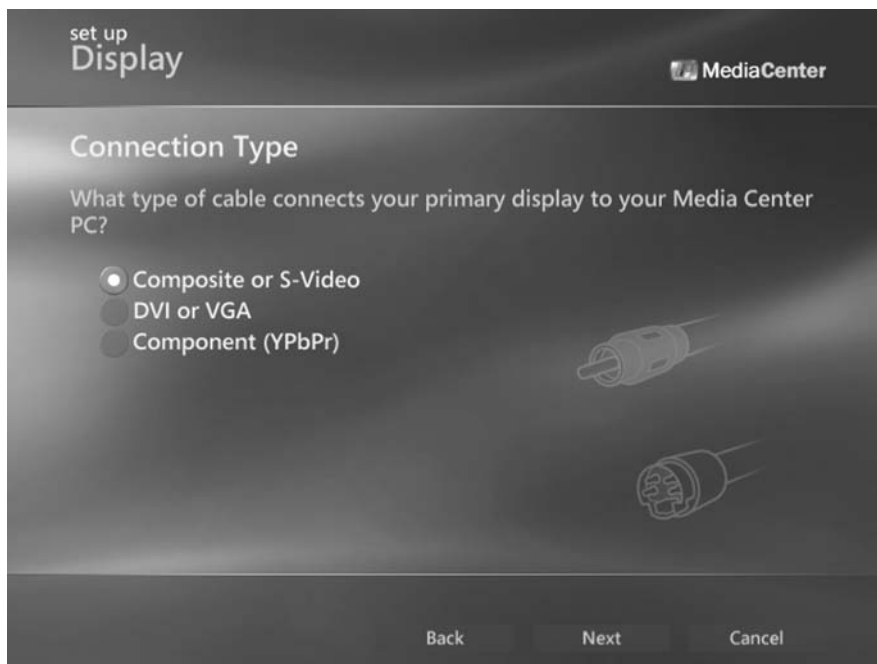 set up
Display
MediaCenter
Connection Type
What type of cable connects your primary display to your Media Center
PC?
Composite or S-Video
DVI or VGA
Component (YPbPr)
Back Next Cancel